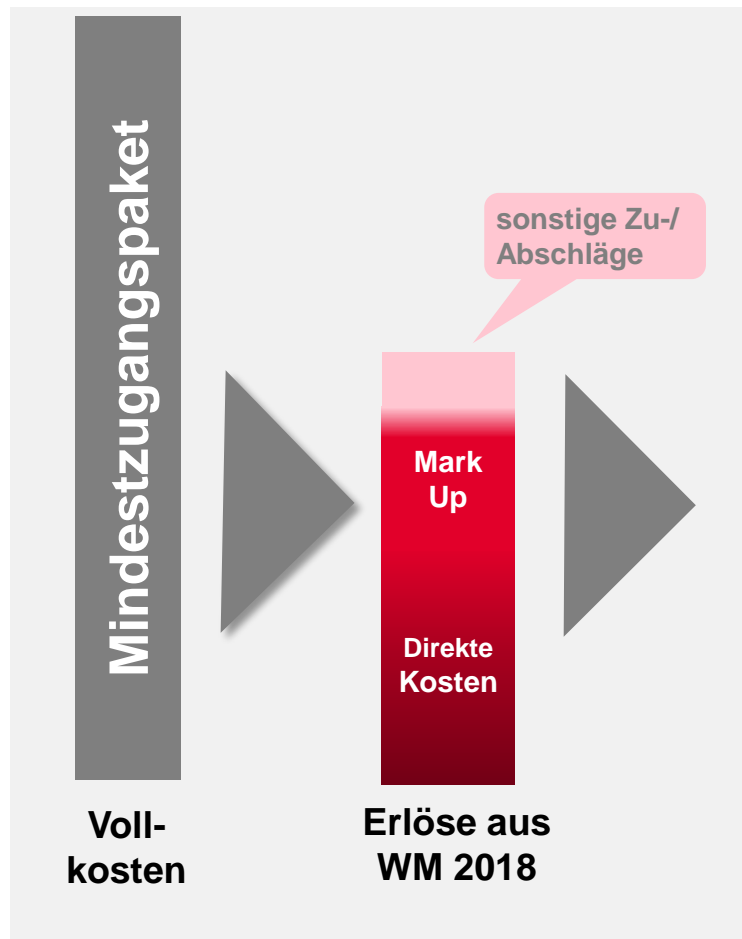 Mindestzugangspaket
sonstige Zu-/
Abschläge
Mark
Up
Direkte
Kosten
Voll-
kosten
Erlöse aus
WM 2018